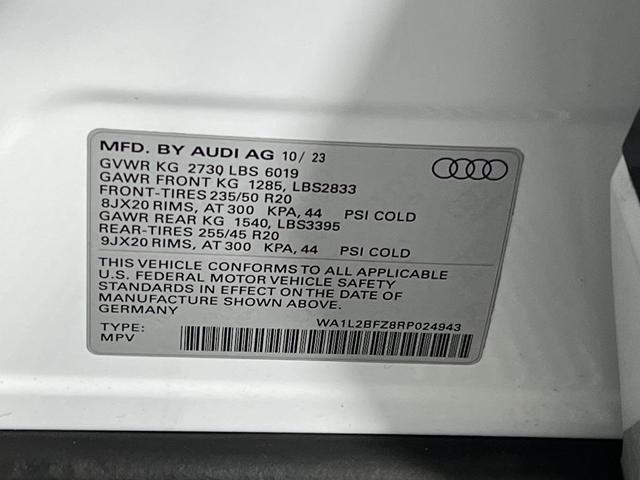 MFD. BY AUDI AG 10/ 23
GVWR KG 2730 LBS 6019
GAWR FRONT KG 1285, LBS2833
FRONT-TIRES 235/50 R20
8JX20 RIMS, AT 300 KPA, 44 PSI COLD
GAWR REAR KG 1540, LBS3395
REAR-TIRES 255/45 R20
9JX20 RIMS, AT 300 KPA, 44 PSI COLD
THIS VEHICLE CONFORMS TO ALL APPLICABLE
U.S. FEDERAL MOTOR VEHICLE SAFETY
STANDARDS IN EFFECT ON THE DATE OF
MANUFACTURE SHOWN ABOVE.
GERMANY
WA1L2BFZ8RP024943
TYPE:
MPV